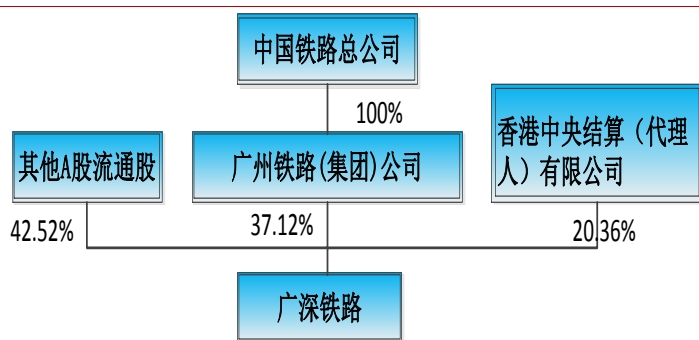 中国铁路总公司
100%
其他A股流通股
广州铁路(集团)公司
香港中央结算（代理
人）有限公司
42.52%
37.12%
20.36%
广深铁路